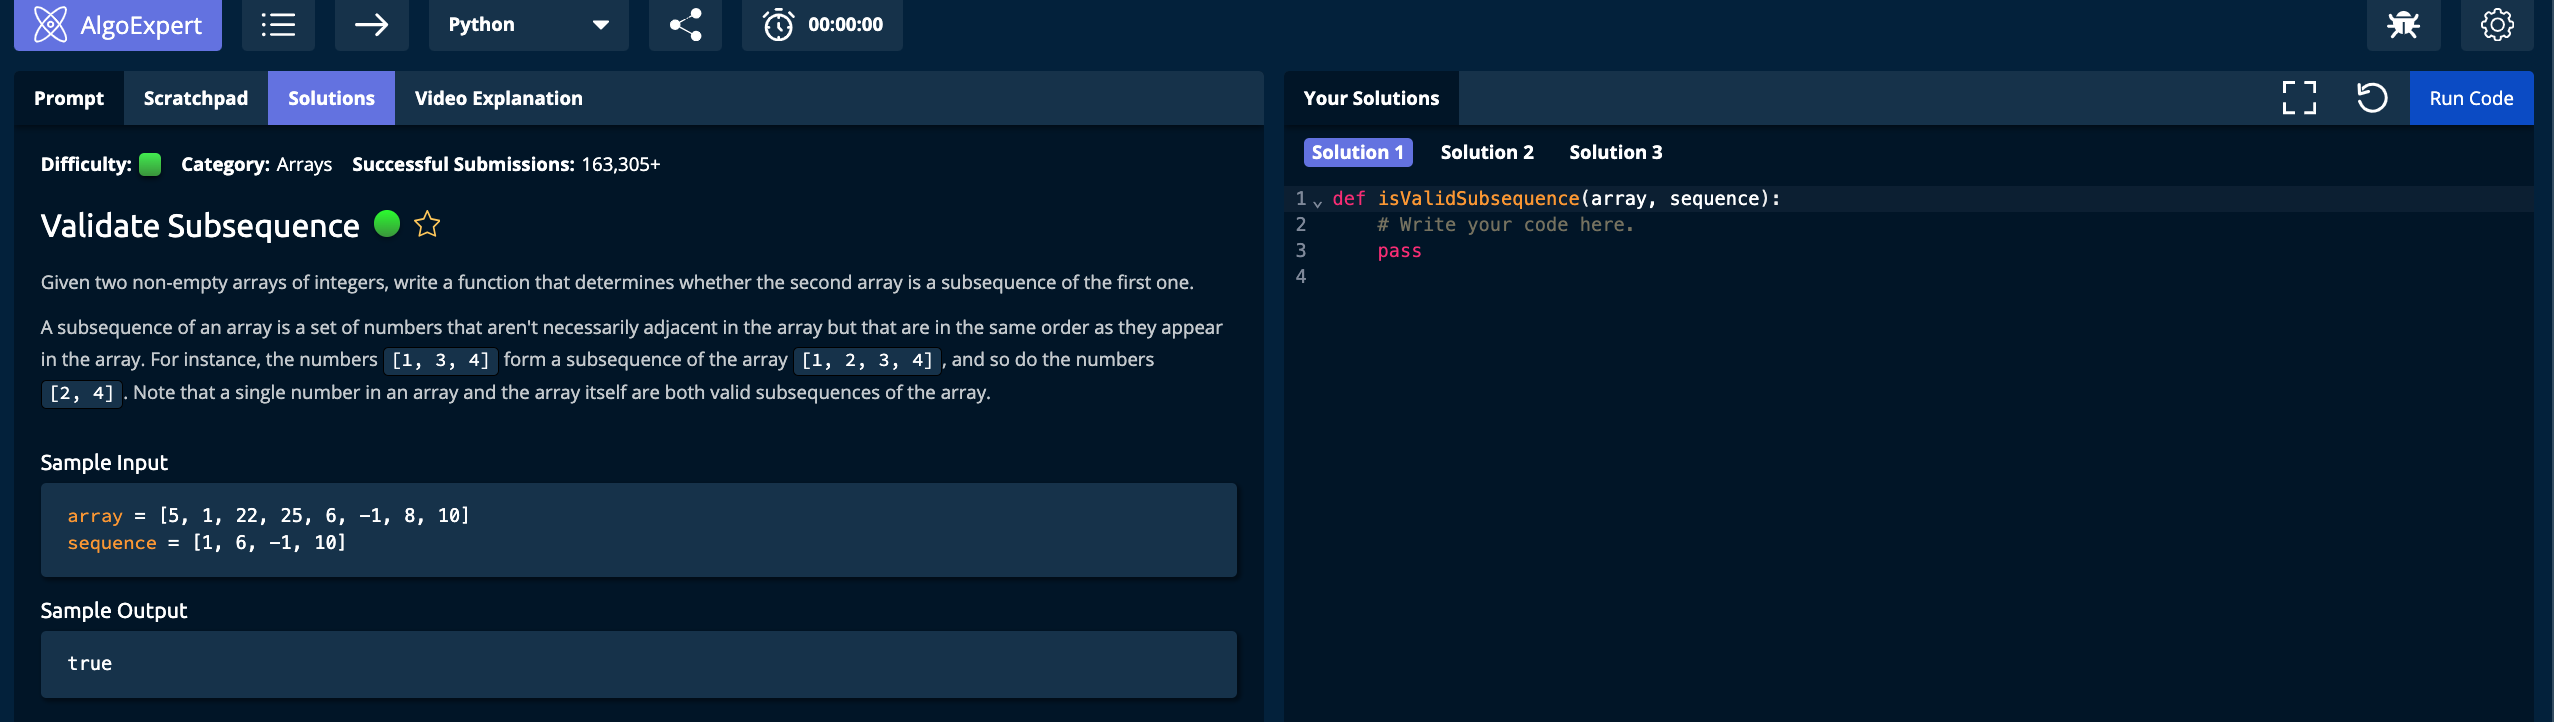 AlgoExpert
Python
00:00:00
Prompt
Scratchpad
Solutions
Video Explanation
Difficulty:
Category: Arrays
Successful Submissions: 163,305+
Validate Subsequence
Given two non-empty arrays of integers, write a function that determines whether the second array is a subsequence of the first one.
A subsequence of an array is a set of numbers that aren't necessarily adjacent in the array but that are in the same order as they appear
in the array. For instance, the numbers [1, 3, 4] form a subsequence of the array [1, 2, 3, 4], and so do the numbers
[2, 4]. Note that a single number in an array and the array itself are both valid subsequences of the array.
Sample Input
array = [5, 1, 22, 25, 6, -1, 8, 10]
sequence = [1, 6, -1, 10]
Sample Output
true
Your Solutions
Run Code
Solution 1
Solution 2
Solution 3
1 def isValidSubsequence(array, sequence):
2 # Write your code here.
3 pass
4